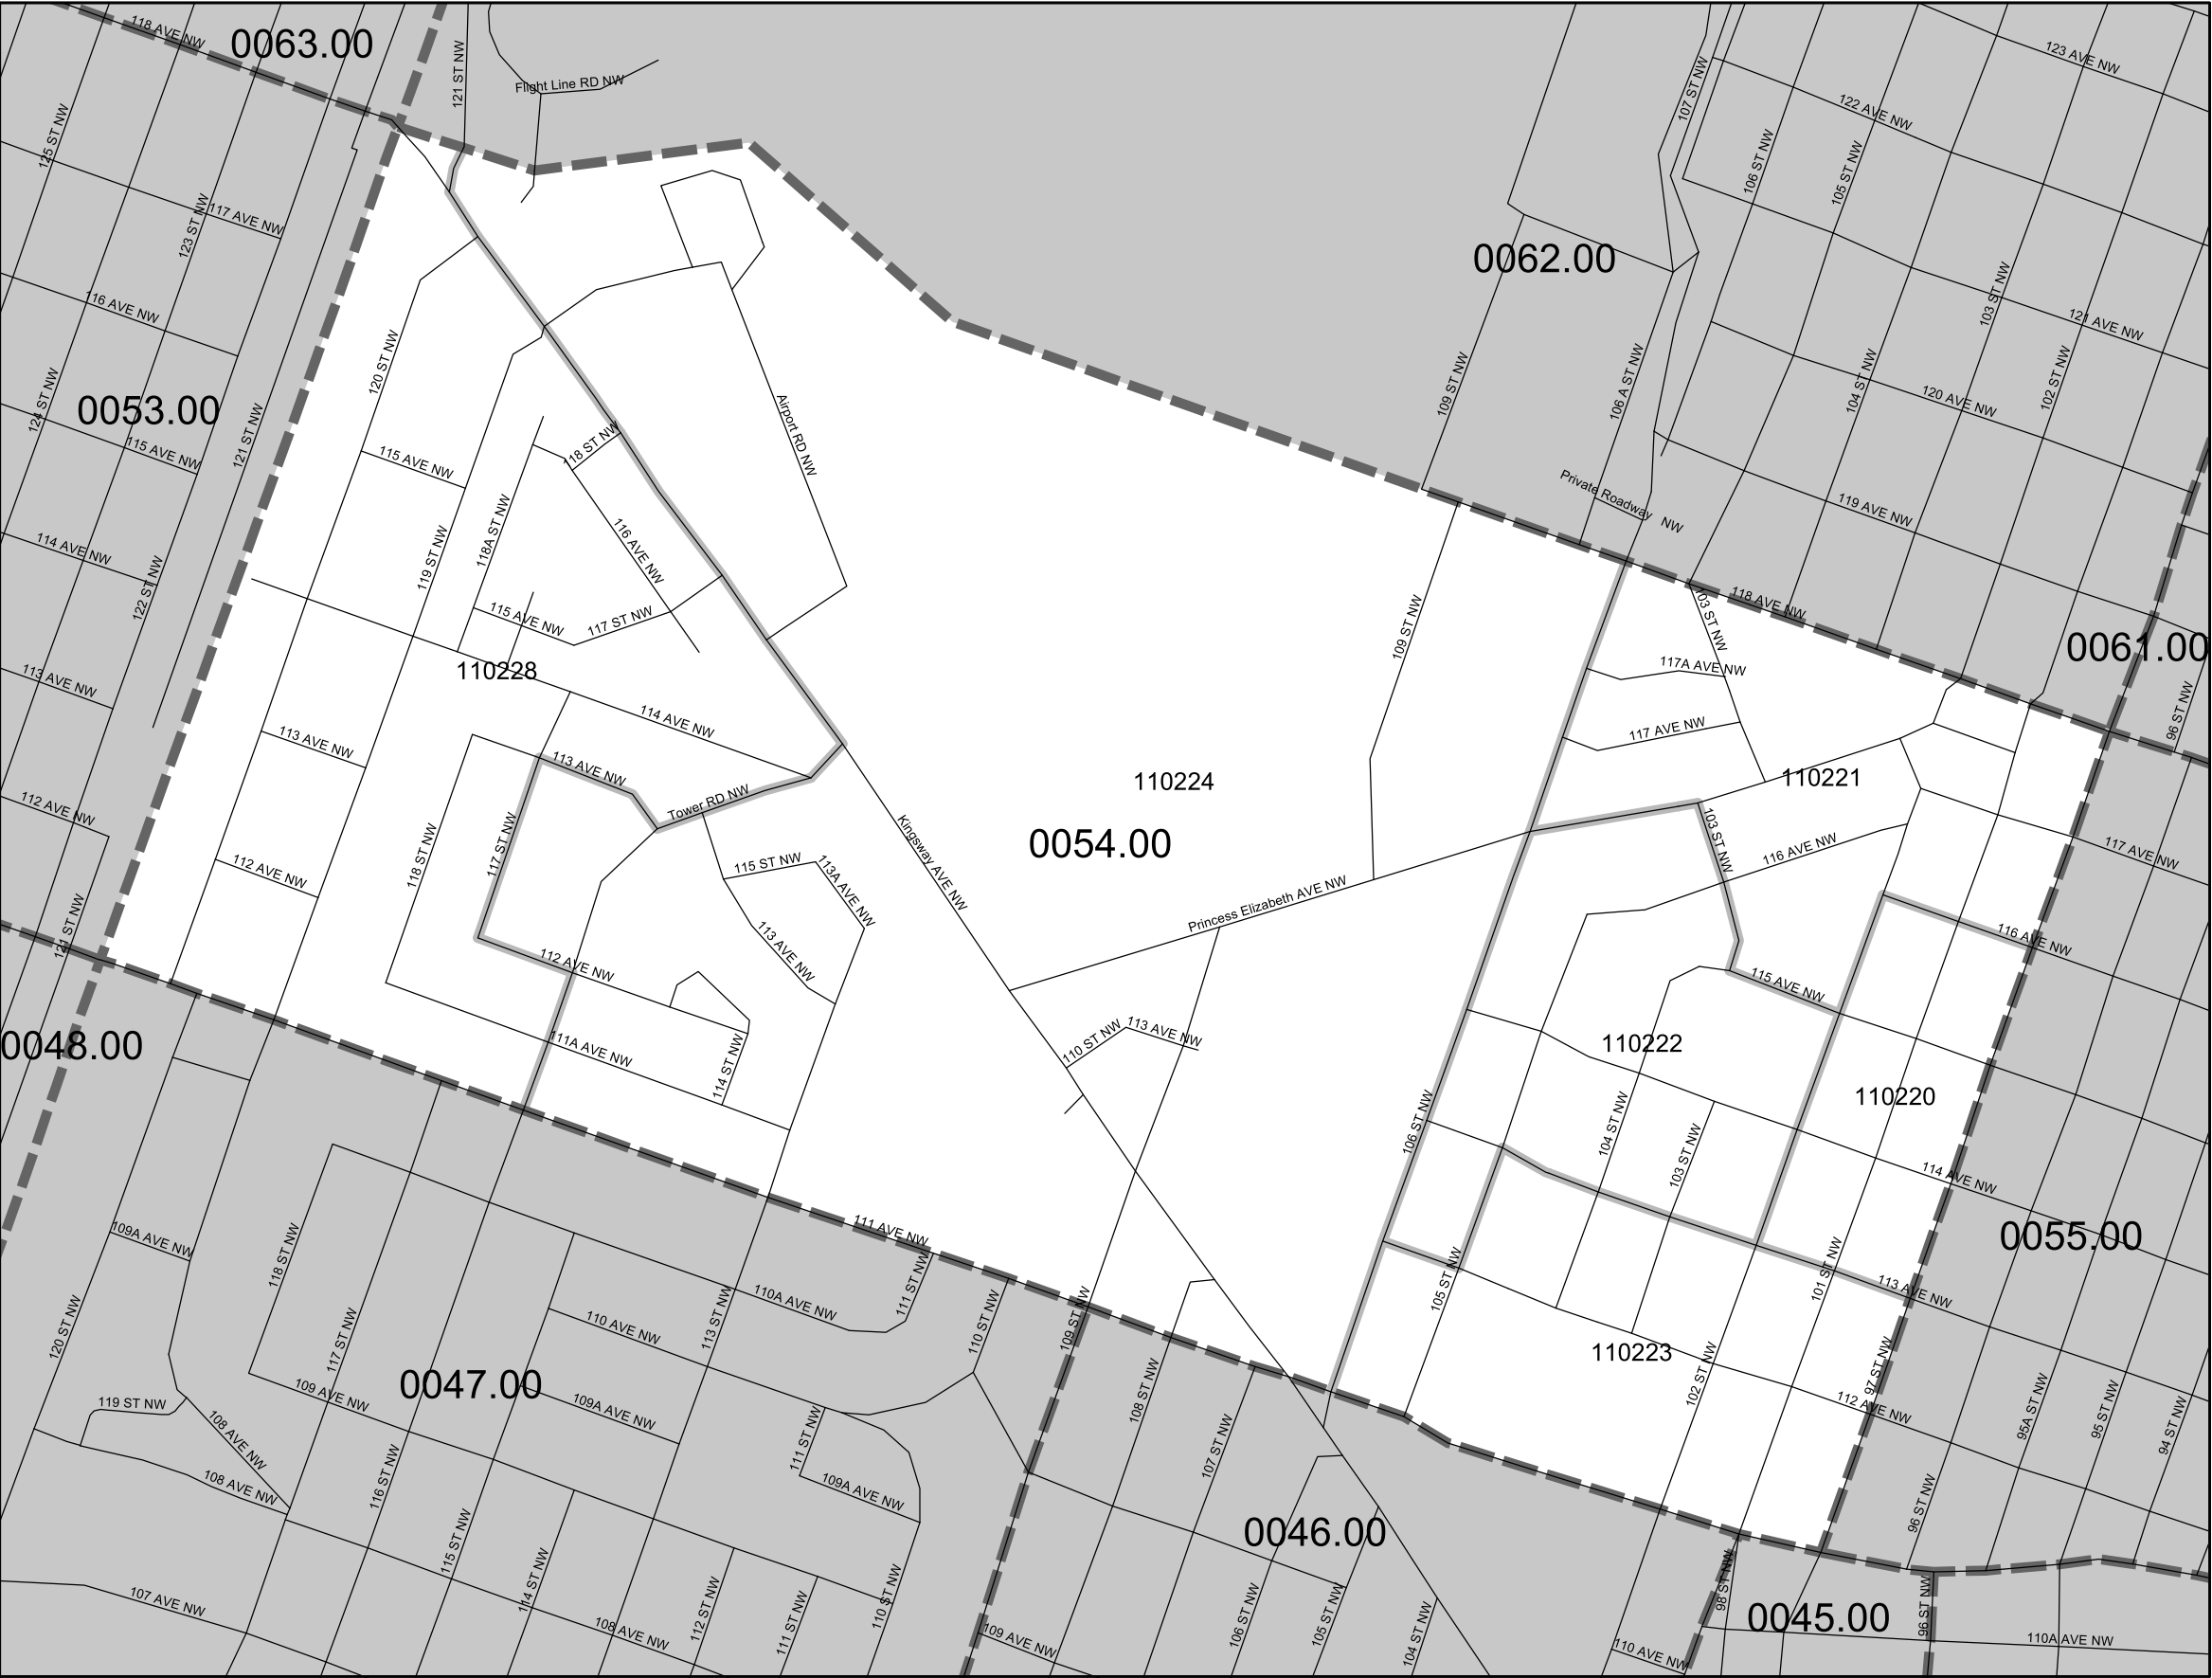 118 AVE NW
0063.00
121 ST NW
Flight Line RD NW
107 ST NW
123 AVE NW
122 AVE NW
125 ST NW
106 ST NW
105 ST NW
123 ST NW
117 AVE NW
0062.00
103 ST NW
116 AVE NW
121 AVE NW
120 ST NW
109 ST NW
106 A ST NW
104 ST NW
102 ST NW
120 AVE NW
124 ST NW
0053.00
121 ST NW
115 AVE NW
115 AVE NW
118 ST NW
Airport RD NW
Private Roadway NW
119 AVE NW
114 AVE NW
119 ST NW
118A ST NW
116 AVE NW
122 ST NW
115 AVE NW
117 ST NW
109 ST NW
103 ST NW
118 AVE NW
0061.00
113 AVE NW
110228
117A AVE NW
96 ST NW
113 AVE NW
114 AVE NW
117 AVE NW
112 AVE NW
113 AVE NW
Tower RD NW
110224
110221
0054.00
118 ST NW
117 ST NW
115 ST NW
113A AVE NW
Kingsway AVE NW
103 ST NW
116 AVE NW
117 AVE NW
112 AVE NW
Princess Elizabeth AVE NW
121 ST NW
112 AVE NW
113 AVE NW
116 AVE NW
115 AVE NW
0048.00
111A AVE NW
114 ST NW
110 ST NW
113 AVE NW
110222
110220
106 ST NW
104 ST NW
103 ST NW
114 AVE NW
109A AVE NW
118 ST NW
111 AVE NW
0055.00
120 ST NW
117 ST NW
110 AVE NW
113 ST NW
110A AVE NW
111 ST NW
110 ST NW
109 ST NW
105 ST NW
101 ST NW
113 AVE NW
110223
0047.00
109 AVE NW
109A AVE NW
108 ST NW
102 ST NW
97 ST NW
112 AVE NW
119 ST NW
108 AVE NW
111 ST NW
107 ST NW
95A ST NW
95 ST NW
94 ST NW
108 AVE NW
116 ST NW
109A AVE NW
0046.00
96 ST NW
107 AVE NW
115 ST NW
114 ST NW
108 AVE NW
112 ST NW
111 ST NW
110 ST NW
109 AVE NW
106 ST NW
105 ST NW
104 ST NW
98 ST NW
0045.00
96 ST NW
110 AVE NW
110A AVE NW